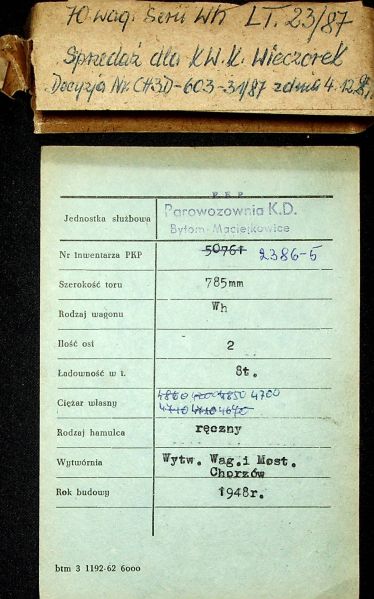 70 wag. Serii Wh LT. 23/87
Sprzedaż dla KW.K. Wieczorek
Decyzja Nr. CH3D-603-31/87 z dnia 4.12.87
P K P
Jednostka służbowa Parowozownia K.D.
Bytom-Maciejkowice
Nr Inwentarza PKP 50761 2386-5
Szerokość toru 785mm
Rodzaj wagonu Wh
Ilość osi 2
Ładowność w t. 8t.
Ciężar własny 4850 4700
Rodzaj hamulca ręczny
Wytwórnia Wytw. Wag.i Most.
Chorzów
Rok budowy 1948r.
btm 3 1192-62 6000